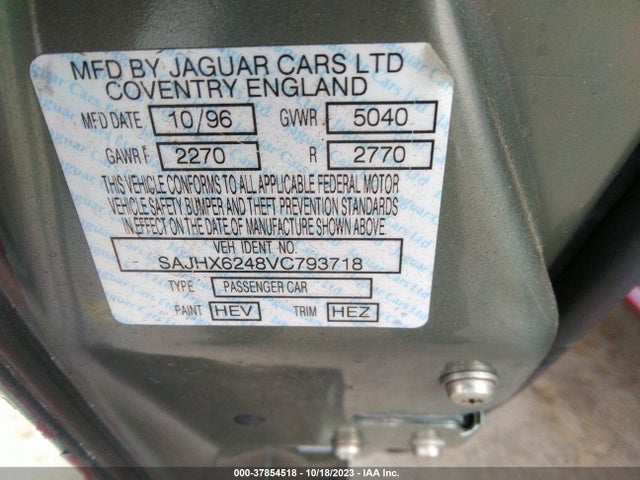 MFD BY JAGUAR CARS LTD
COVENTRY ENGLAND
MFD DATE 10/96 GVWR 5040
GAWR F 2270 R 2770
THIS VEHICLE CONFORMS TO ALL APPLICABLE FEDERAL MOTOR
VEHICLE SAFETY BUMPER AND THEFT PREVENTION STANDARDS
IN EFFECT ON THE DATE OF MANUFACTURE SHOWN ABOVE.
VEH IDENT NO.
SAJHX6248VC793718
TYPE PASSENGER CAR
PAINT HEV TRIM HEZ
000-37854518 - 10/18/2023 - IAA Inc.